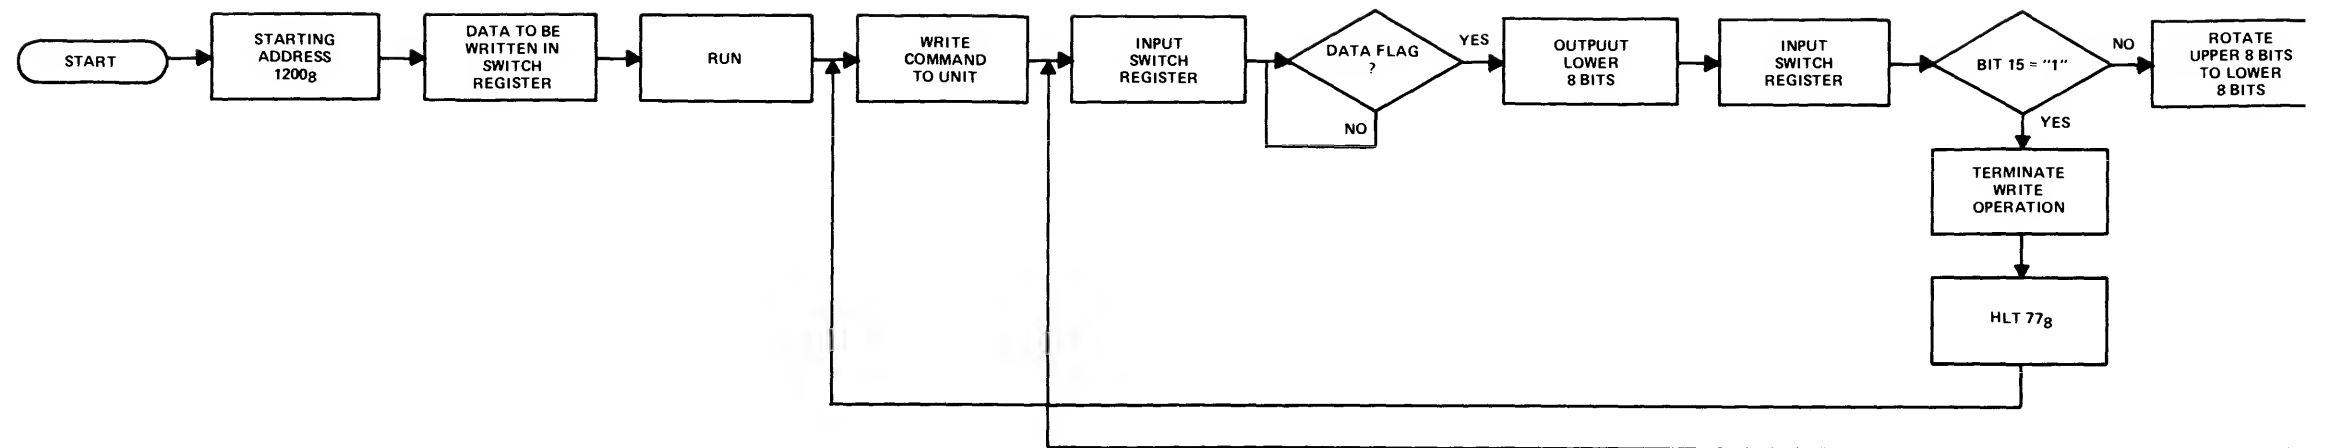 START
STARTING
ADDRESS
1200₈
DATA TO BE
WRITTEN IN
SWITCH
REGISTER
RUN
WRITE
COMMAND
TO UNIT
INPUT
SWITCH
REGISTER
DATA FLAG
?
NO
YES
OUTPUUT
LOWER
8 BITS
INPUT
SWITCH
REGISTER
BIT 15 = "1"
NO
ROTATE
UPPER 8 BITS
TO LOWER
8 BITS
YES
TERMINATE
WRITE
OPERATION
HLT 77₈